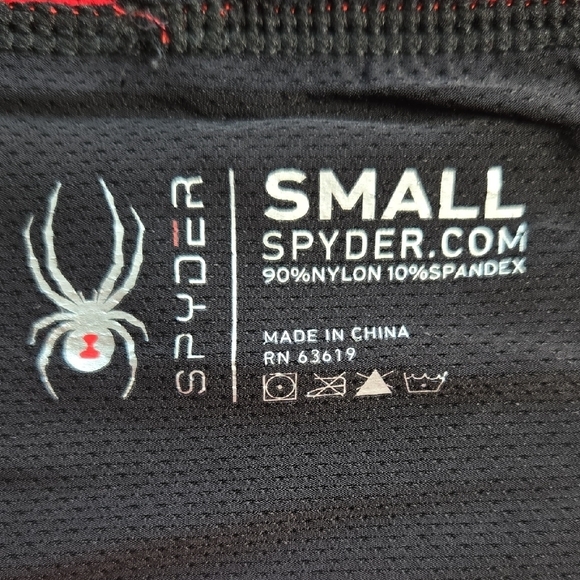 SPYDER
SMALL
SPYDER.COM
90%NYLON 10%SPANDEX
MADE IN CHINA
RN 63619